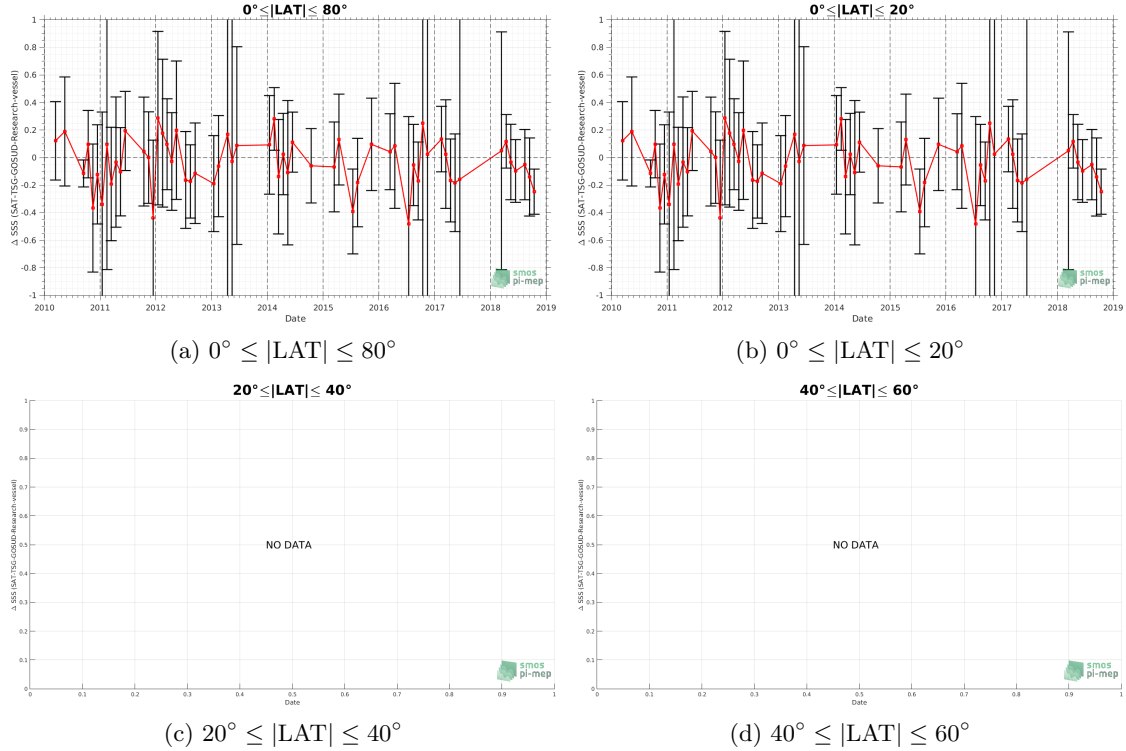 0°≤|LAT|≤ 80°
Δ SSS (SAT-TSG-GOSUD-Research-vessel)
1
0.8
0.6
0.4
0.2
0
-0.2
-0.4
-0.6
-0.8
-1
2010 2011 2012 2013 2014 2015 2016 2017 2018 2019
Date
smos
pi-mep
(a) 0° ≤ |LAT| ≤ 80°
0°≤|LAT|≤ 20°
Δ SSS (SAT-TSG-GOSUD-Research-vessel)
1
0.8
0.6
0.4
0.2
0
-0.2
-0.4
-0.6
-0.8
-1
2010 2011 2012 2013 2014 2015 2016 2017 2018 2019
Date
smos
pi-mep
(b) 0° ≤ |LAT| ≤ 20°
20°≤|LAT|≤ 40°
Δ SSS (SAT-TSG-GOSUD-Research-vessel)
1
0.9
0.8
0.7
0.6
0.5
0.4
0.3
0.2
0.1
0
NO DATA
0 0.1 0.2 0.3 0.4 0.5 0.6 0.7 0.8 0.9 1
Date
smos
pi-mep
(c) 20° ≤ |LAT| ≤ 40°
40°≤|LAT|≤ 60°
Δ SSS (SAT-TSG-GOSUD-Research-vessel)
1
0.9
0.8
0.7
0.6
0.5
0.4
0.3
0.2
0.1
0
NO DATA
0 0.1 0.2 0.3 0.4 0.5 0.6 0.7 0.8 0.9 1
Date
smos
pi-mep
(d) 40° ≤ |LAT| ≤ 60°